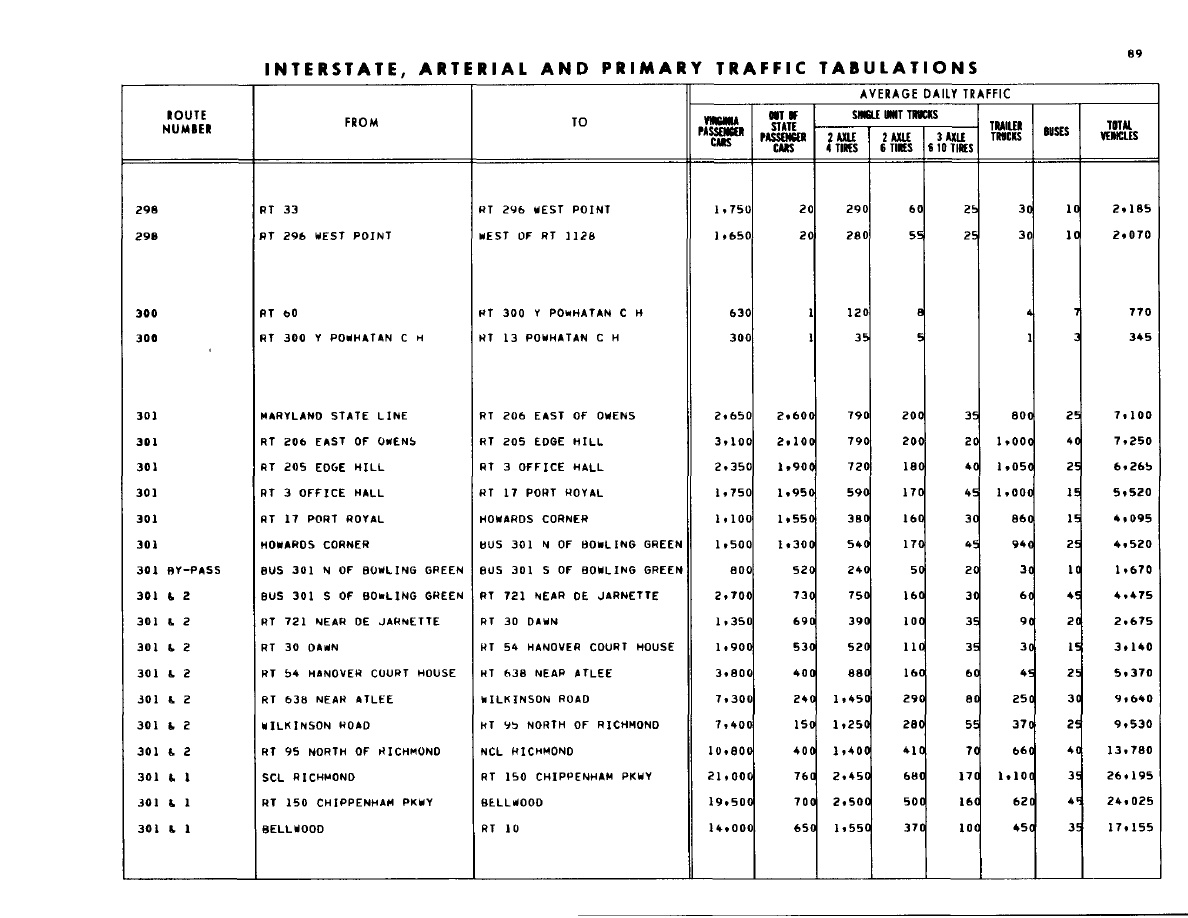 89
INTERSTATE, ARTERIAL AND PRIMARY TRAFFIC TABULATIONS
AVERAGE DAILY TRAFFIC
ROUTE NUMBER FROM TO VIRGINIA PASSENGER CARS OUT OF STATE PASSENGER CARS SINGLE UNIT TRUCKS 2 AXLE 4 TIRES 2 AXLE 6 TIRES 3 AXLE 6 10 TIRES TRAILER TRUCKS BUSES TOTAL VEHICLES
298 RT 33 RT 296 WEST POINT 1,750 20 290 60 25 30 10 2,185
298 RT 296 WEST POINT WEST OF RT 1128 1,650 20 280 55 25 30 10 2,070
300 RT 60 RT 300 Y POWHATAN C H 630 1 120 8 4 7 770
300 RT 300 Y POWHATAN C H RT 13 POWHATAN C H 300 1 35 5 1 3 345
301 MARYLAND STATE LINE RT 206 EAST OF OWENS 2,650 2,600 790 200 35 800 25 7,100
301 RT 206 EAST OF OWENS RT 205 EDGE HILL 3,100 2,100 790 200 20 1,000 40 7,250
301 RT 205 EDGE HILL RT 3 OFFICE HALL 2,350 1,900 720 180 40 1,050 25 6,265
301 RT 3 OFFICE HALL RT 17 PORT ROYAL 1,750 1,950 590 170 45 1,000 15 5,520
301 RT 17 PORT ROYAL HOWARDS CORNER 1,100 1,550 380 160 30 860 15 4,095
301 HOWARDS CORNER BUS 301 N OF BOWLING GREEN 1,500 1,300 540 170 45 940 25 4,520
301 BY-PASS BUS 301 N OF BOWLING GREEN BUS 301 S OF BOWLING GREEN 800 520 240 50 20 30 10 1,670
301 & 2 BUS 301 S OF BOWLING GREEN RT 721 NEAR DE JARNETTE 2,700 730 750 160 30 60 45 4,475
301 & 2 RT 721 NEAR DE JARNETTE RT 30 DAWN 1,350 690 390 100 35 90 20 2,675
301 & 2 RT 30 DAWN RT 54 HANOVER COURT HOUSE 1,900 530 520 110 35 30 15 3,140
301 & 2 RT 54 HANOVER COURT HOUSE RT 638 NEAR ATLEE 3,800 400 880 160 60 45 25 5,370
301 & 2 RT 638 NEAR ATLEE WILKINSON ROAD 7,300 240 1,450 290 80 250 30 9,640
301 & 2 WILKINSON ROAD RT 95 NORTH OF RICHMOND 7,400 150 1,250 280 55 370 25 9,530
301 & 2 RT 95 NORTH OF RICHMOND NCL RICHMOND 10,800 400 1,400 410 70 660 40 13,780
301 & 1 SCL RICHMOND RT 150 CHIPPENHAM PKWY 21,000 760 2,450 680 170 1,100 35 26,195
301 & 1 RT 150 CHIPPENHAM PKWY BELLWOOD 19,500 700 2,500 500 160 620 45 24,025
301 & 1 BELLWOOD RT 10 14,000 650 1,550 370 100 450 35 17,155